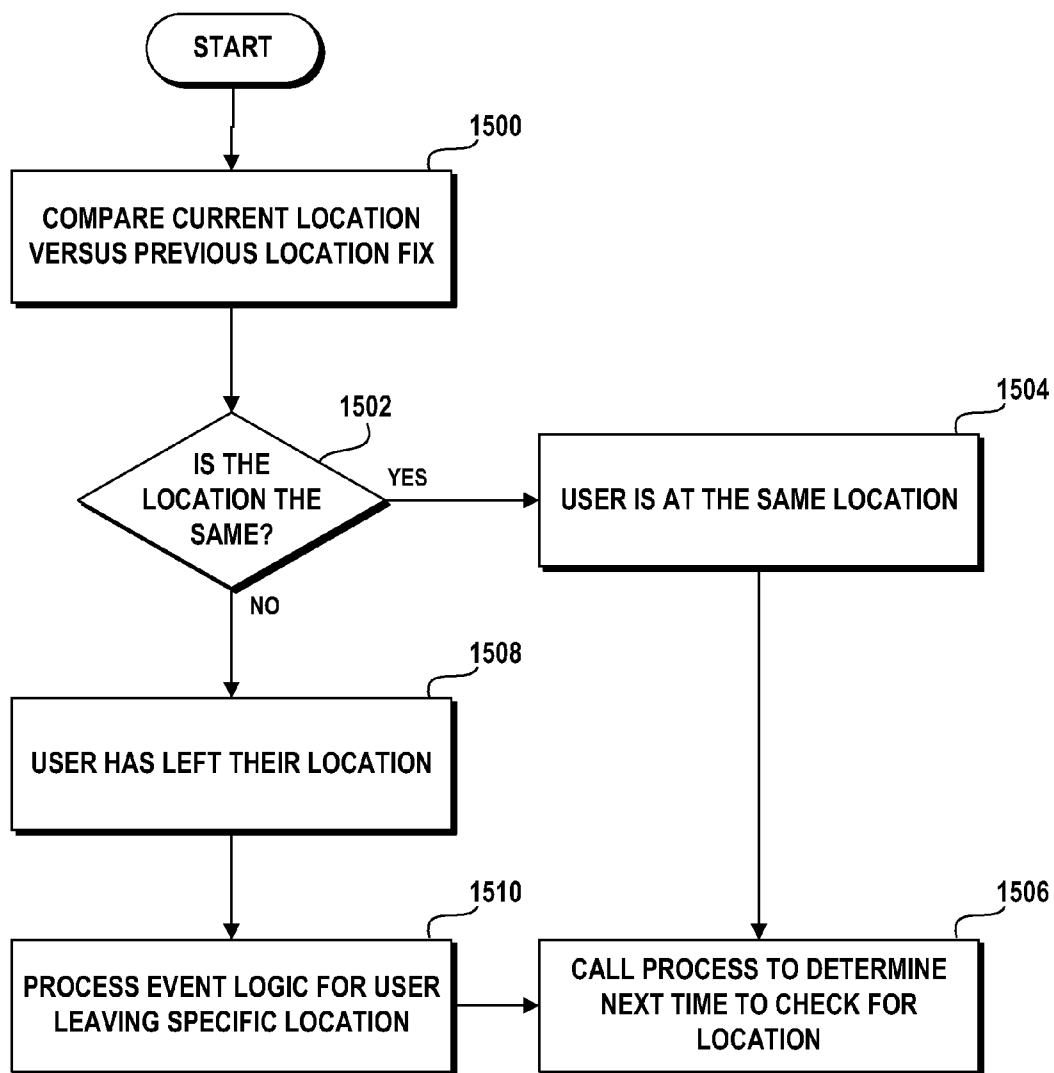 START
1500
COMPARE CURRENT LOCATION
VERSUS PREVIOUS LOCATION FIX
1502
IS THE
LOCATION THE
SAME?
YES
1504
USER IS AT THE SAME LOCATION
NO
1508
USER HAS LEFT THEIR LOCATION
1510
PROCESS EVENT LOGIC FOR USER
LEAVING SPECIFIC LOCATION
1506
CALL PROCESS TO DETERMINE
NEXT TIME TO CHECK FOR
LOCATION